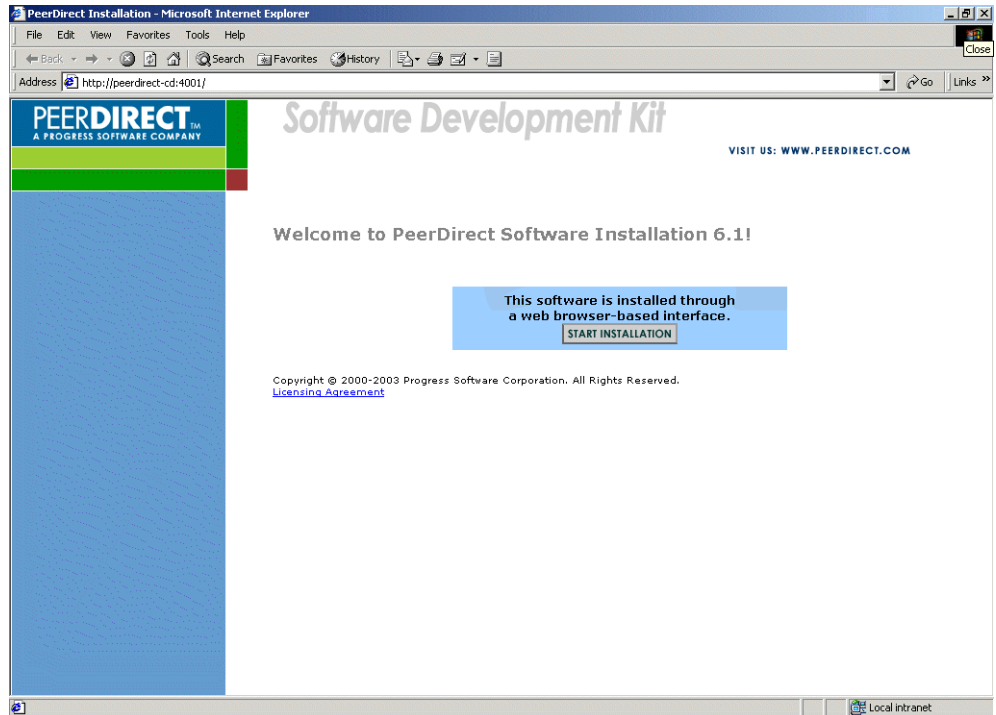 PeerDirect Installation - Microsoft Internet Explorer
File Edit View Favorites Tools Help
Close
Back Search Favorites History
Address http://peerdirect-cd:4001/ Go Links »
PEERDIRECT TM
A PROGRESS SOFTWARE COMPANY
Software Development Kit
VISIT US: WWW.PEERDIRECT.COM
Welcome to PeerDirect Software Installation 6.1!
This software is installed through
a web browser-based interface.
START INSTALLATION
Copyright © 2000-2003 Progress Software Corporation. All Rights Reserved.
Licensing Agreement
Local intranet